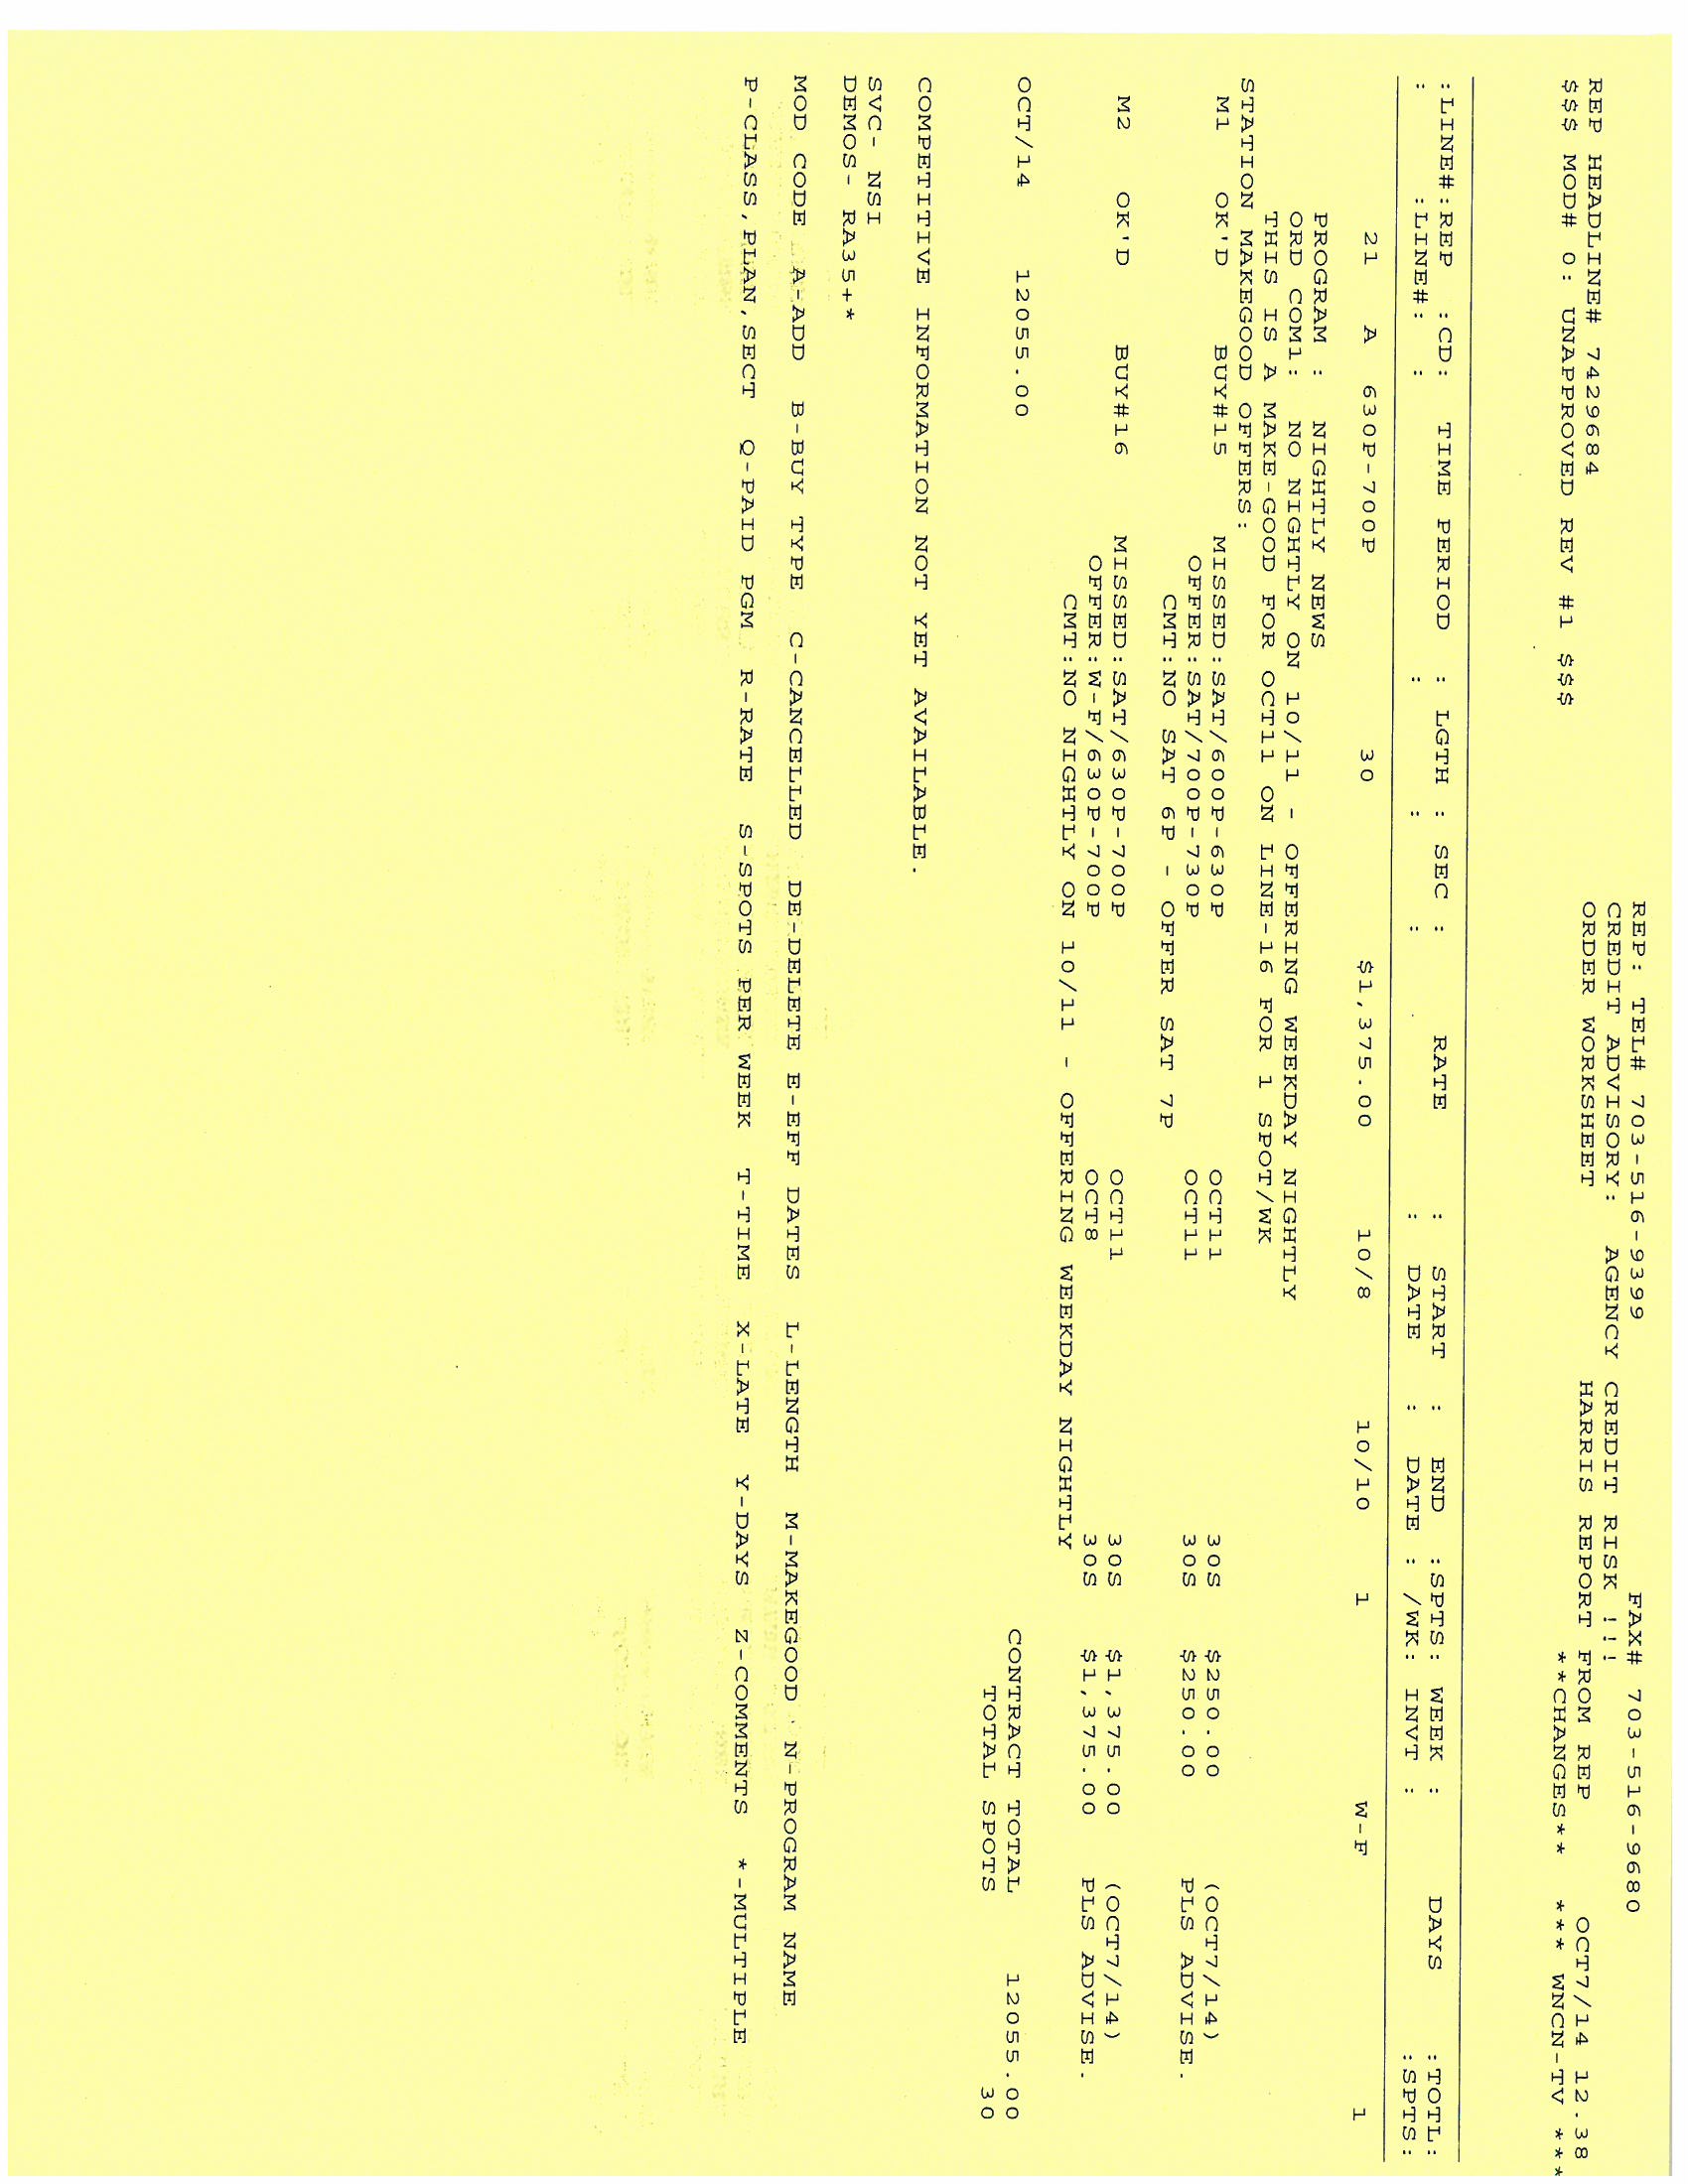 REP: TEL# 703-516-9399 FAX# 703-516-9680
CREDIT ADVISORY: AGENCY CREDIT RISK !!!
REP HEADLINE# 7429684 ORDER WORKSHEET HARRIS REPORT FROM REP OCT7/14 12.38
$$$ MOD# 0: UNAPPROVED REV #1 $$$ **CHANGES** *** WNCN-TV ***
:LINE#:REP :CD: TIME PERIOD : LGTH : SEC : RATE : START : END :SPTS: WEEK : DAYS :TOTL:
: :LINE#: : : : : : DATE : DATE : /WK: INVT : :SPTS:
21 A 630P-700P 30 $1,375.00 10/8 10/10 1 W-F 1
PROGRAM : NIGHTLY NEWS
ORD COM1: NO NIGHTLY ON 10/11 - OFFERING WEEKDAY NIGHTLY
THIS IS A MAKE-GOOD FOR OCT11 ON LINE-16 FOR 1 SPOT/WK
STATION MAKEGOOD OFFERS:
M1 OK'D BUY#15 MISSED:SAT/600P-630P OCT11 30S $250.00 (OCT7/14)
OFFER:SAT/700P-730P OCT11 30S $250.00 PLS ADVISE.
CMT:NO SAT 6P - OFFER SAT 7P
M2 OK'D BUY#16 MISSED:SAT/630P-700P OCT11 30S $1,375.00 (OCT7/14)
OFFER:W-F/630P-700P OCT8 30S $1,375.00 PLS ADVISE.
CMT:NO NIGHTLY ON 10/11 - OFFERING WEEKDAY NIGHTLY
OCT/14 12055.00 CONTRACT TOTAL 12055.00
TOTAL SPOTS 30
COMPETITIVE INFORMATION NOT YET AVAILABLE.
SVC- NSI
DEMOS- RA35+*
MOD CODE A-ADD B-BUY TYPE C-CANCELLED DE-DELETE E-EFF DATES L-LENGTH M-MAKEGOOD N-PROGRAM NAME
P-CLASS,PLAN,SECT Q-PAID PGM R-RATE S-SPOTS PER WEEK T-TIME X-LATE Y-DAYS Z-COMMENTS *-MULTIPLE